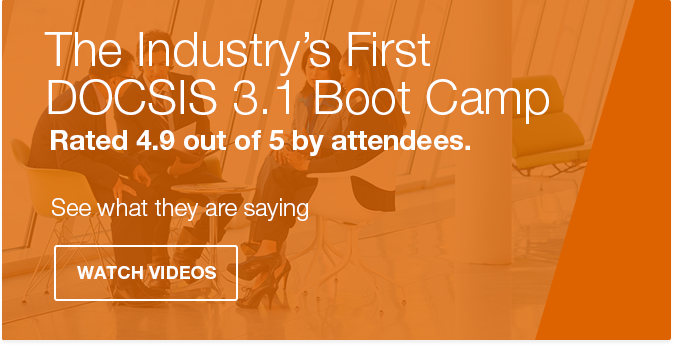 The Industry’s First
DOCSIS 3.1 Boot Camp
Rated 4.9 out of 5 by attendees.
See what they are saying
WATCH VIDEOS